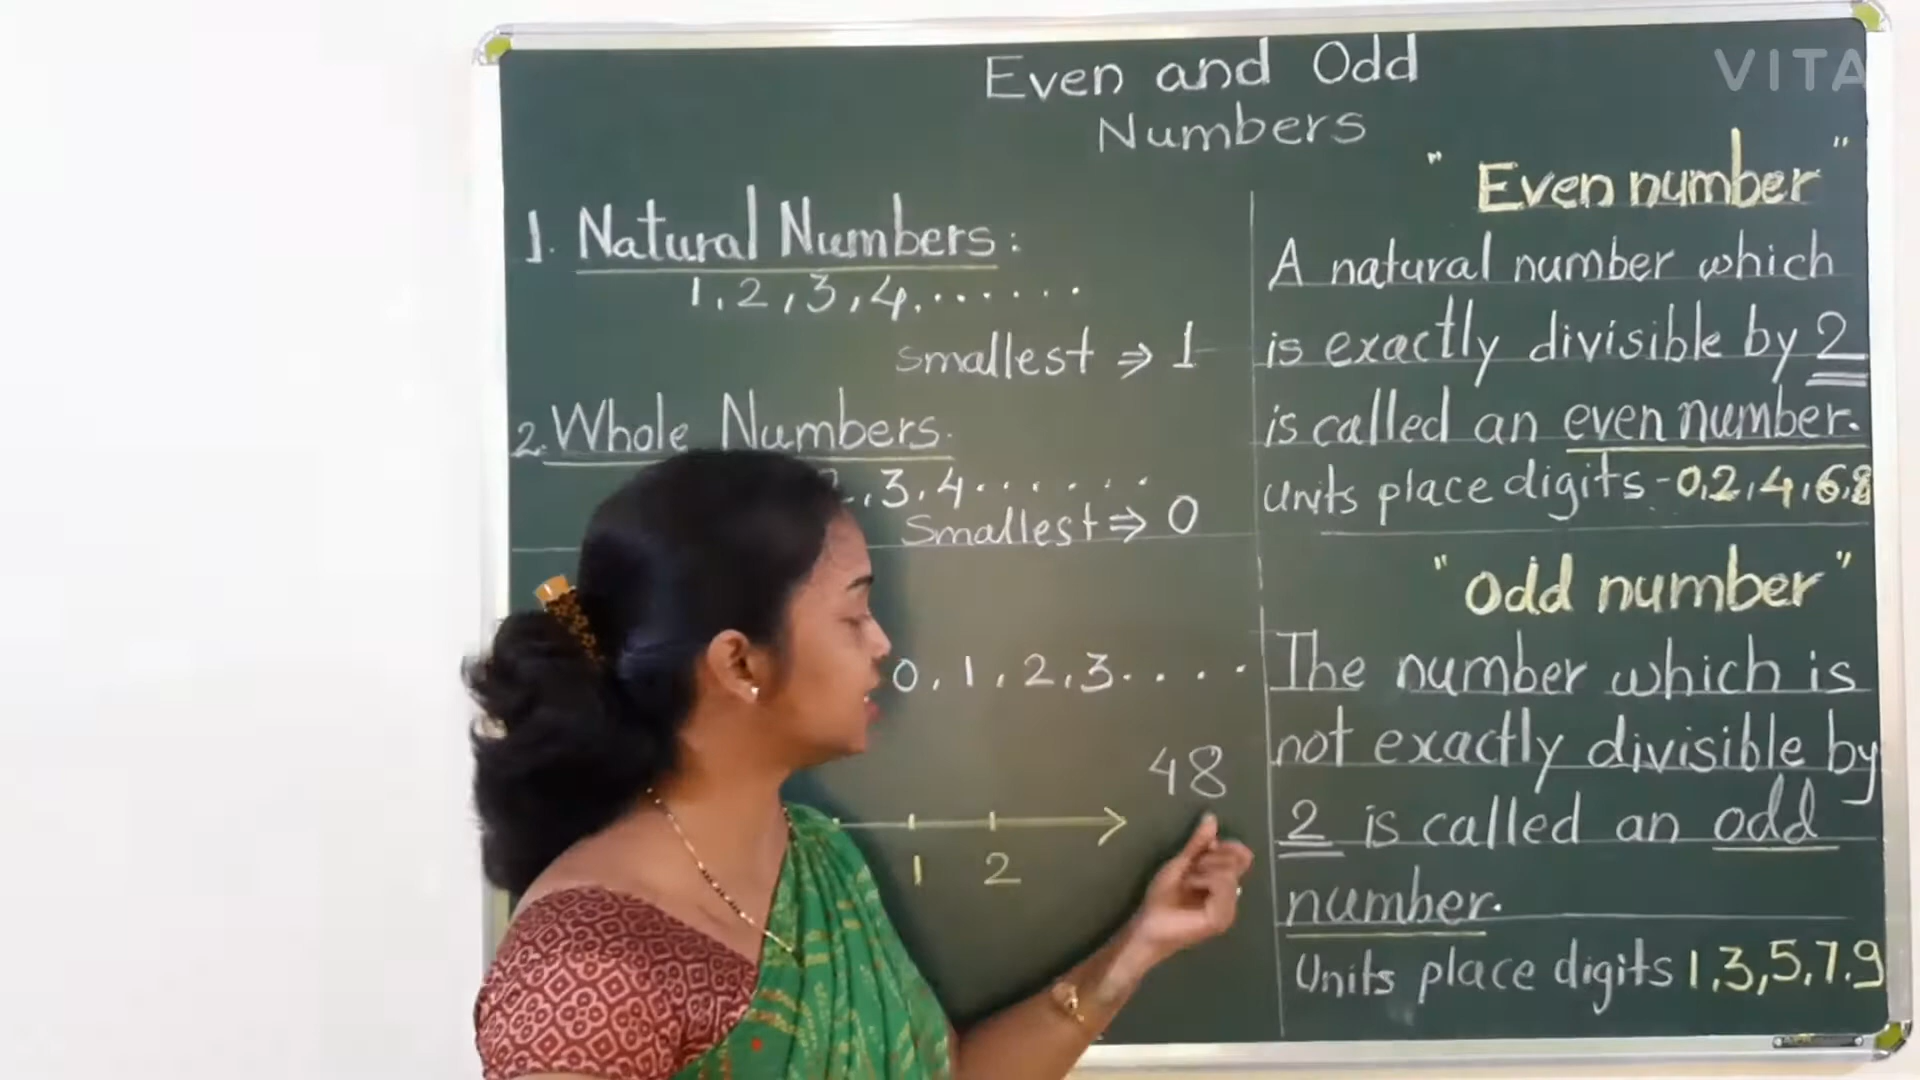 VITA
Even and Odd
Numbers
1. Natural Numbers:
1, 2, 3, 4, . . . . . .
smallest ⇒ 1
2. Whole Numbers.
2, 3, 4 . . . . . .
Smallest ⇒ 0
0, 1, 2, 3 . . . .
48
1 2
" Even number "
A natural number which
is exactly divisible by 2
is called an even number.
units place digits - 0, 2, 4, 6, 8
" Odd number "
The number which is
not exactly divisible by
2 is called an odd
number.
Units place digits 1, 3, 5, 7. 9